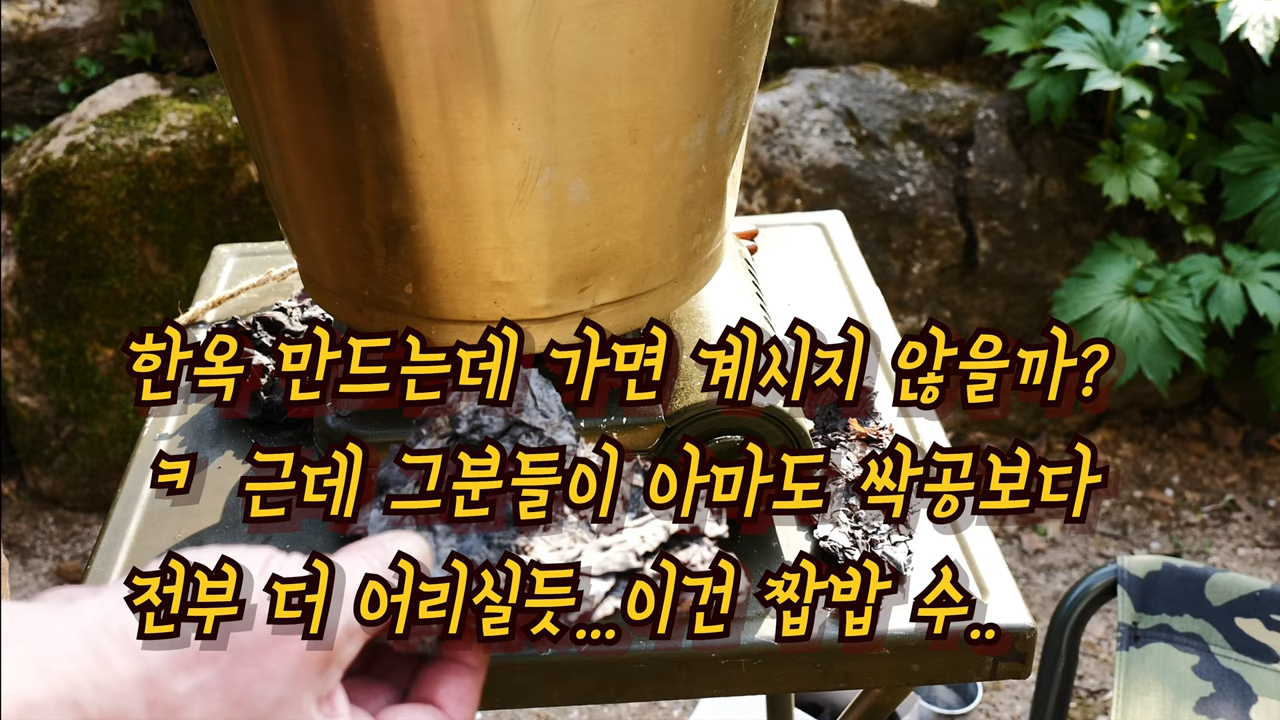 한옥 만드는데 가면 계시지 않을까?
ㅋ 근데 그분들이 아마도 싹공보다
전부 더 어리실듯...이건 짭밥 수..